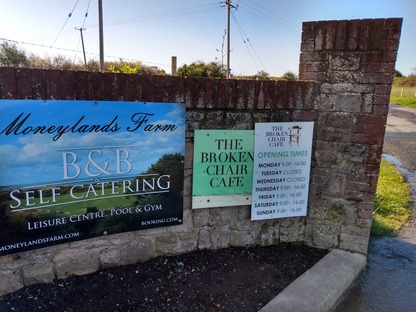 Moneylands Farm
B&B
SELF CATERING
LEISURE CENTRE, POOL & GYM
BOOKING.COM
MONEYLANDSFARM.COM
THE
BROKEN
·CHAIR
CAFE
THE
BROKEN CHAIR
CAFE
OPENING TIMES
MONDAY 9.00 - 16.00
TUESDAY CLOSED
WEDNESDAY CLOSED
THURSDAY 9.00 - 16.00
FRIDAY 9.00 - 16.00
SATURDAY 9.00 - 16.00
SUNDAY 9.00 - 16.00